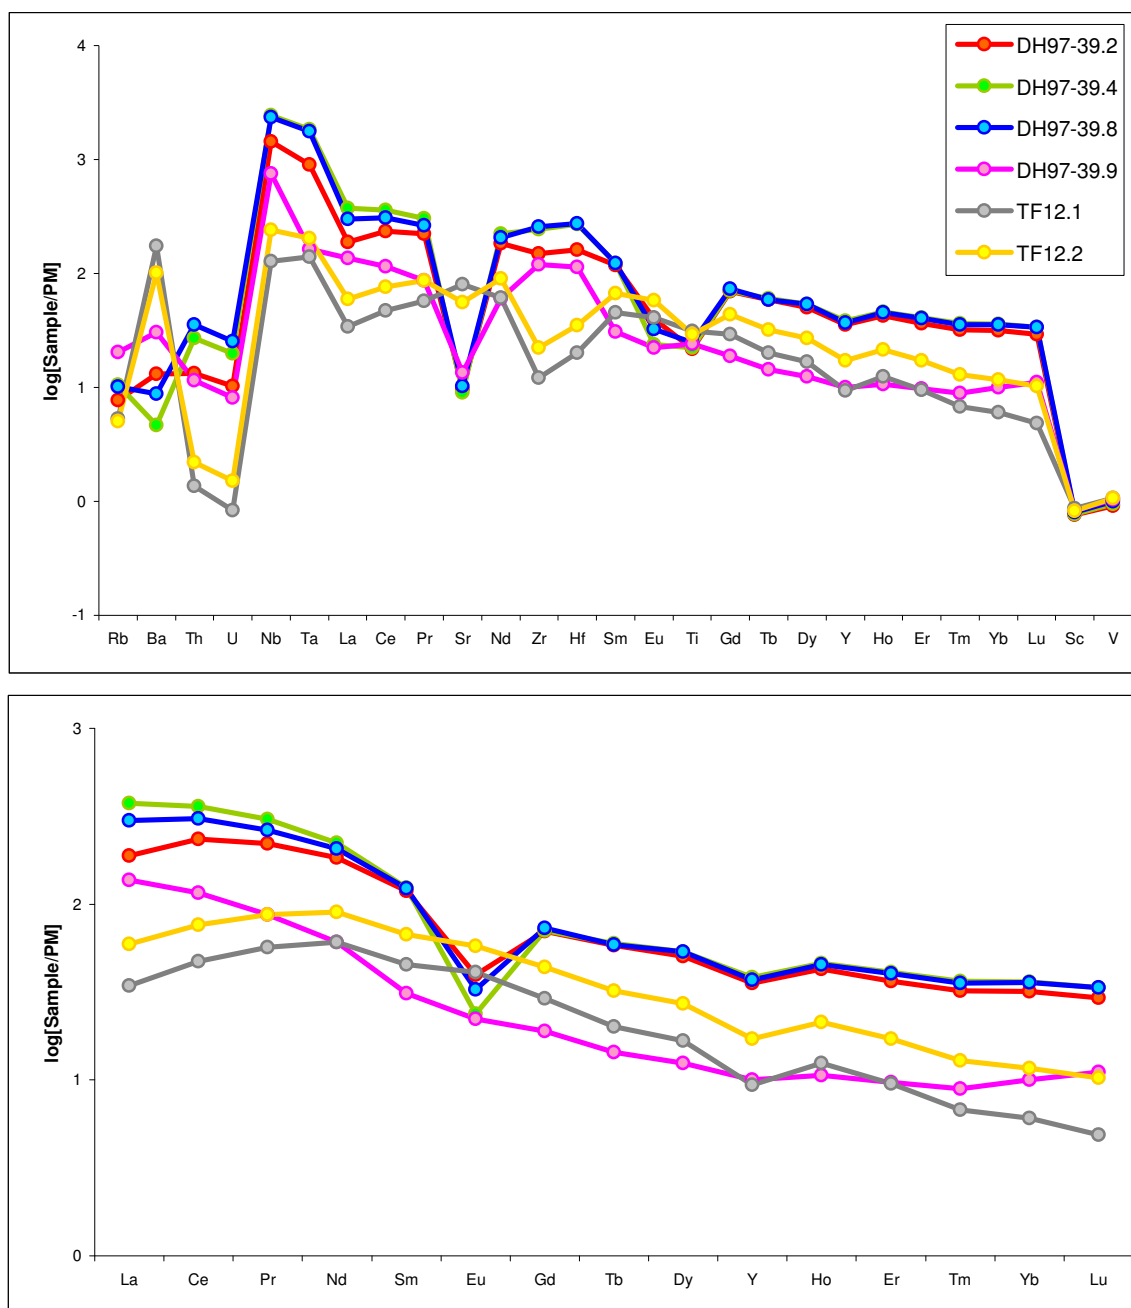 4
3
2
1
0
-1
log[Sample/PM]
DH97-39.2
DH97-39.4
DH97-39.8
DH97-39.9
TF12.1
TF12.2
Rb Ba Th U Nb Ta La Ce Pr Sr Nd Zr Hf Sm Eu Ti Gd Tb Dy Y Ho Er Tm Yb Lu Sc V
3
2
1
0
log[Sample/PM]
La Ce Pr Nd Sm Eu Gd Tb Dy Y Ho Er Tm Yb Lu